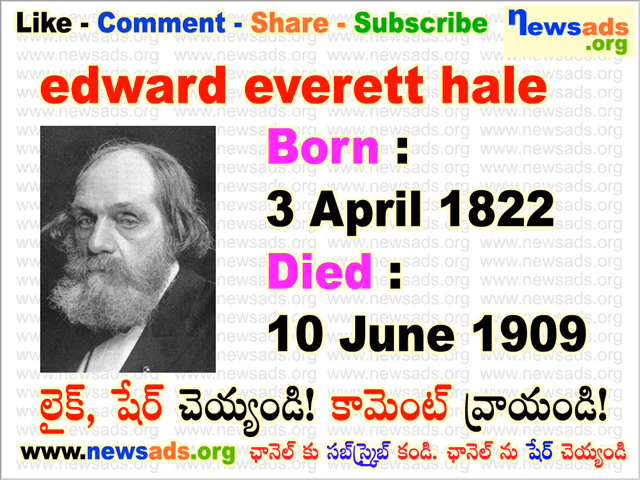 Like - Comment - Share - Subscribe
newsads
.org
edward everett hale
Born :
3 April 1822
Died :
10 June 1909
లైక్, షేర్ చెయ్యండి! కామెంట్ వ్రాయండి!
www.newsads.org ఛానెల్ కు సబ్‌స్క్రైబ్ కండి. ఛానెల్ ను షేర్ చెయ్యండి